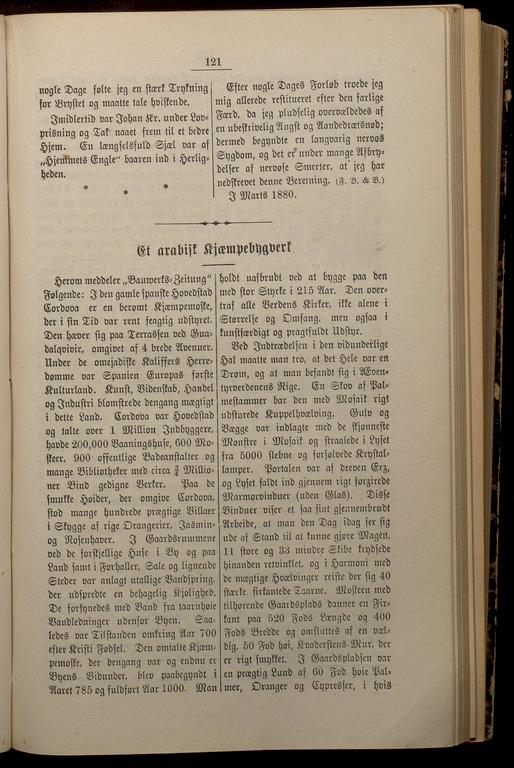 121
nogle Dage følte jeg en stærk Trykning
for Brystet og maatte tale hviskende.
Imidlertid var Johan Kr. under Lov-
prisning og Tak naaet frem til et bedre
Hjem. En længselsfuld Sjæl var af
„Hjemmets Engle“ baaren ind i Herlig-
heden.
* * *
Efter nogle Dages Forløb troede jeg
mig allerede restitueret efter den farlige
Færd, da jeg pludselig overvældedes af
en ubeskrivelig Angst og Aandedrætsnød;
dermed begyndte en langvarig nervøs
Sygdom, og det er under mange Afbry-
delser af nervøse Smerter, at jeg har
nedskrevet denne Beretning. (F. B. & B.)
I Marts 1880.
Et arabisk Kjæmpebygverk
Herom meddeler „Bauwerks-Zeitung“
Følgende: I den gamle spanske Hovedstad
Cordova er en berømt Kjæmpemoske,
der i sin Tid var rent feagtig udstyret.
Den hæver sig paa Terrassen ved Gua-
dalqvivir, omgivet af 4 brede Avenuer.
Under de omejadiske Kaliffers Herre-
dømme var Spanien Europas første
Kulturland. Kunst, Videnskab, Handel
og Industri blomstrede dengang mægtigt
i dette Land. Cordova var Hovedstad
og talte over 1 Million Indbyggere,
havde 200,000 Vaaningshuse, 600 Mo-
skeer, 900 offentlige Badeanstalter og
mange Bibliotheker med circa ¾ Millio-
ner Bind gedigne Verker. Paa de
smukke Høider, der omgive Cordova,
stod mange hundrede prægtige Villaer
i Skygge af rige Orangerier, Jasmin-
og Rosenhaver. I Gaardsrummene
ved de forskjellige Huse i By og paa
Land samt i Forhaller, Sale og lignende
Steder var anlagt utallige Vandspring,
der udspredte en behagelig Kjølighed.
De forsynedes med Vand fra taarnhøie
Vandledninger udenfor Byen. Saa-
ledes var Tilstanden omkring Aar 700
efter Kristi Fødsel. Den omtalte Kjæm-
pemoske, der dengang var og endnu er
Byens Vidunder, blev paabegyndt i
Aaret 785 og fuldført Aar 1000. Man
holdt uafbrudt ved at bygge paa den
med stor Styrke i 215 Aar. Den over-
traf alle Verdens Kirker, ikke alene i
Størrelse og Omfang, men ogsaa i
kunstfærdigt og pragtfuldt Udstyr.
Ved Indtrædelsen i den vidunderlige
Hal maatte man tro, at det Hele var en
Drøm, og at man befandt sig i Æven-
tyrverdenens Rige. En Skov af Pal-
mestammer bar den med Mosaik rigt
udstyrede Kuppelhvælving. Gulv og
Vægge var indlagte med de skjønneste
Mønstre i Mosaik og straalede i Lyset
fra 5000 slebne og forsølvede Krystal-
lamper. Portalen var af dreven Erz,
og Lyset faldt ind gjennem rigt forzirede
Marmorvinduer (uden Glas). Disse
Vinduer viser et saa fint gjennembrudt
Arbeide, at man den Dag idag ser sig
ude af Stand til at kunne gjøre Magen.
11 store og 33 mindre Skibe krydsede
hinanden retvinklet, og i Harmoni med
de mægtige Hvælvinger reiste der sig 40
stærke firkantede Taarne. Moskeen med
tilhørende Gaardsplads danner en Fir-
kant paa 520 Fods Længde og 400
Fods Bredde og omsluttes af en væl-
dig, 50 Fod høi, Kvaderstens-Mur, der
er rigt smykket. I Gaardspladsen var
en prægtig Lund af 60 Fod høie Pal-
mer, Oranger og Cypresser, i hvis